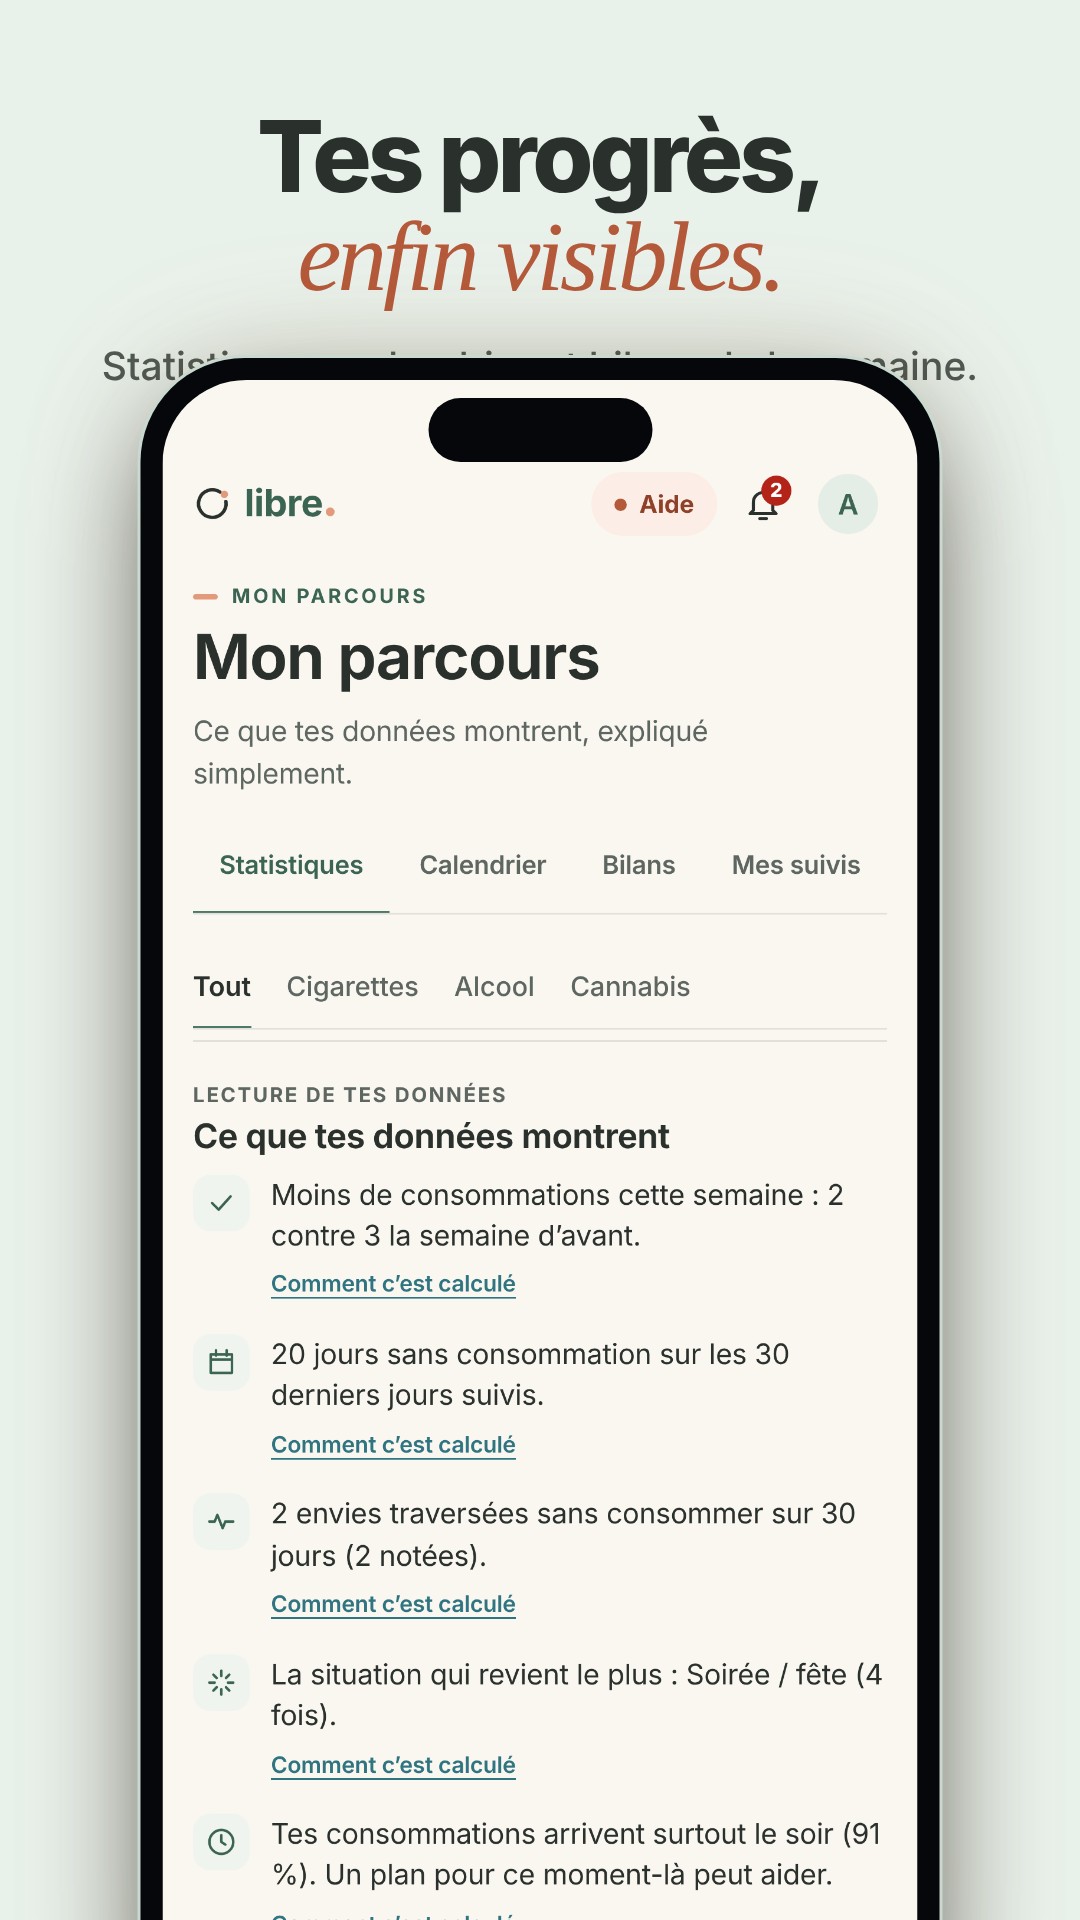 Tes progrès,
enfin visibles.
libre.
Aide
2
A
MON PARCOURS
Mon parcours
Ce que tes données montrent, expliqué
simplement.
Statistiques Calendrier Bilans Mes suivis
Tout Cigarettes Alcool Cannabis
LECTURE DE TES DONNÉES
Ce que tes données montrent
Moins de consommations cette semaine : 2
contre 3 la semaine d’avant.
Comment c’est calculé
20 jours sans consommation sur les 30
derniers jours suivis.
Comment c’est calculé
2 envies traversées sans consommer sur 30
jours (2 notées).
Comment c’est calculé
La situation qui revient le plus : Soirée / fête (4
fois).
Comment c’est calculé
Tes consommations arrivent surtout le soir (91
%). Un plan pour ce moment-là peut aider.